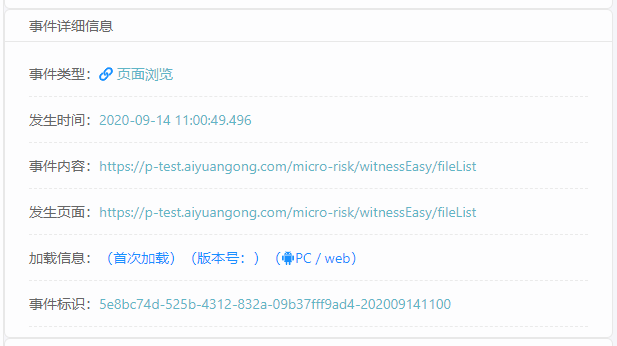 事件详细信息
事件类型：页面浏览
发生时间：2020-09-14 11:00:49.496
事件内容：https://p-test.aiyuangong.com/micro-risk/witnessEasy/fileList
发生页面：https://p-test.aiyuangong.com/micro-risk/witnessEasy/fileList
加载信息：（首次加载）（版本号：）（PC / web）
事件标识：5e8bc74d-525b-4312-832a-09b37fff9ad4-202009141100